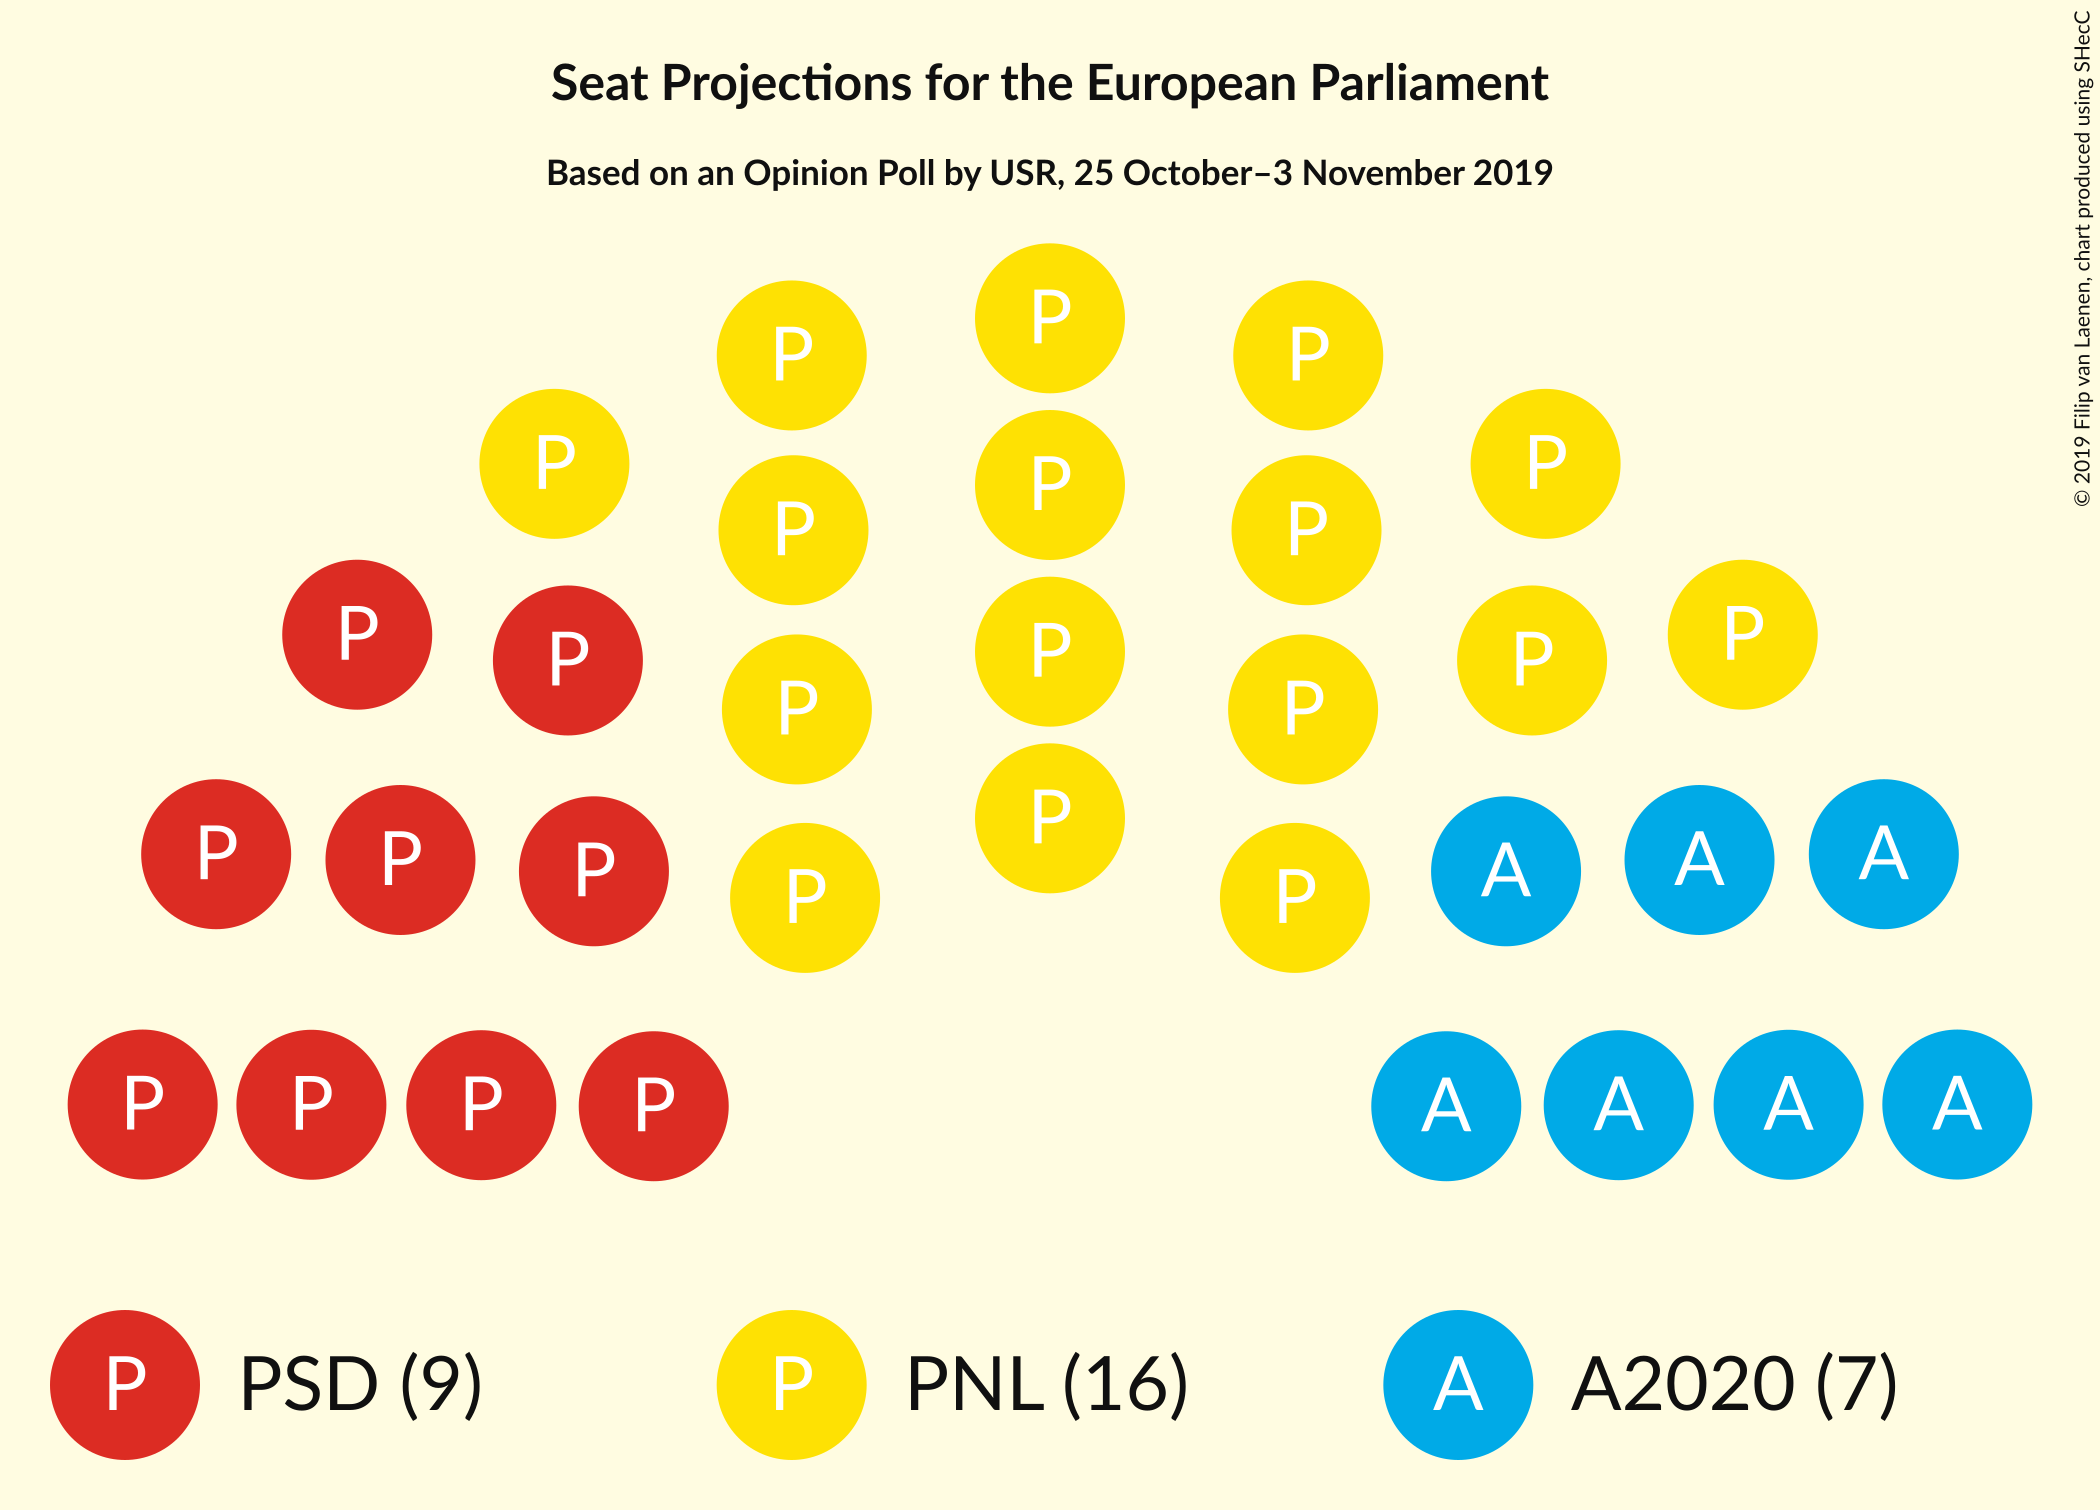 Seat Projections for the European Parliament
Based on an Opinion Poll by USR, 25 October–3 November 2019
© 2019 Filip van Laenen, chart produced using SHecC
P
P P
P P
P
P P
P P
P
P P
P P
P
P P
P P
P P P A A A
P P
P P P P A A A A
P PSD (9) P PNL (16) A A2020 (7)